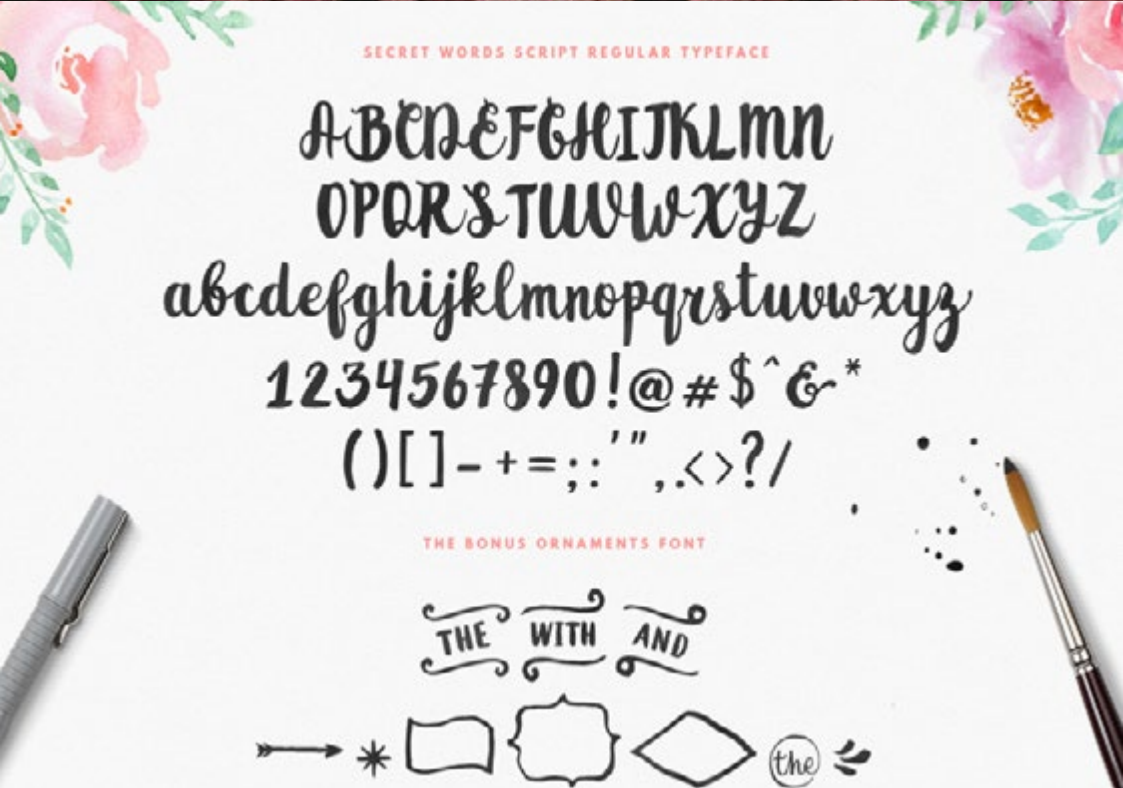 SECRET WORDS SCRIPT REGULAR TYPEFACE
ABCDEFGHIJKLMN
OPQRSTUVWXYZ
abcdefghijklmnopqrstuvwxyz
1234567890!@#$^&*
()[]-+=;:'",.<>?/
THE BONUS ORNAMENTS FONT
THE WITH AND
the